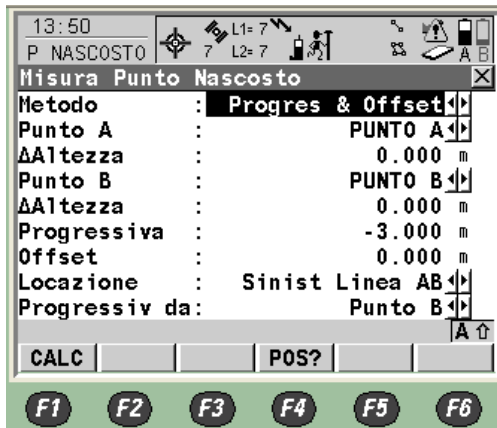 13:50
P NASCOSTO
L1= 7
7 L2= 7
A B
Misura Punto Nascosto
Metodo : Progres & Offset
Punto A : PUNTO A
ΔAltezza : 0.000 m
Punto B : PUNTO B
ΔAltezza : 0.000 m
Progressiva : -3.000 m
Offset : 0.000 m
Locazione : Sinist Linea AB
Progressiv da: Punto B
A
CALC POS?
F1 F2 F3 F4 F5 F6